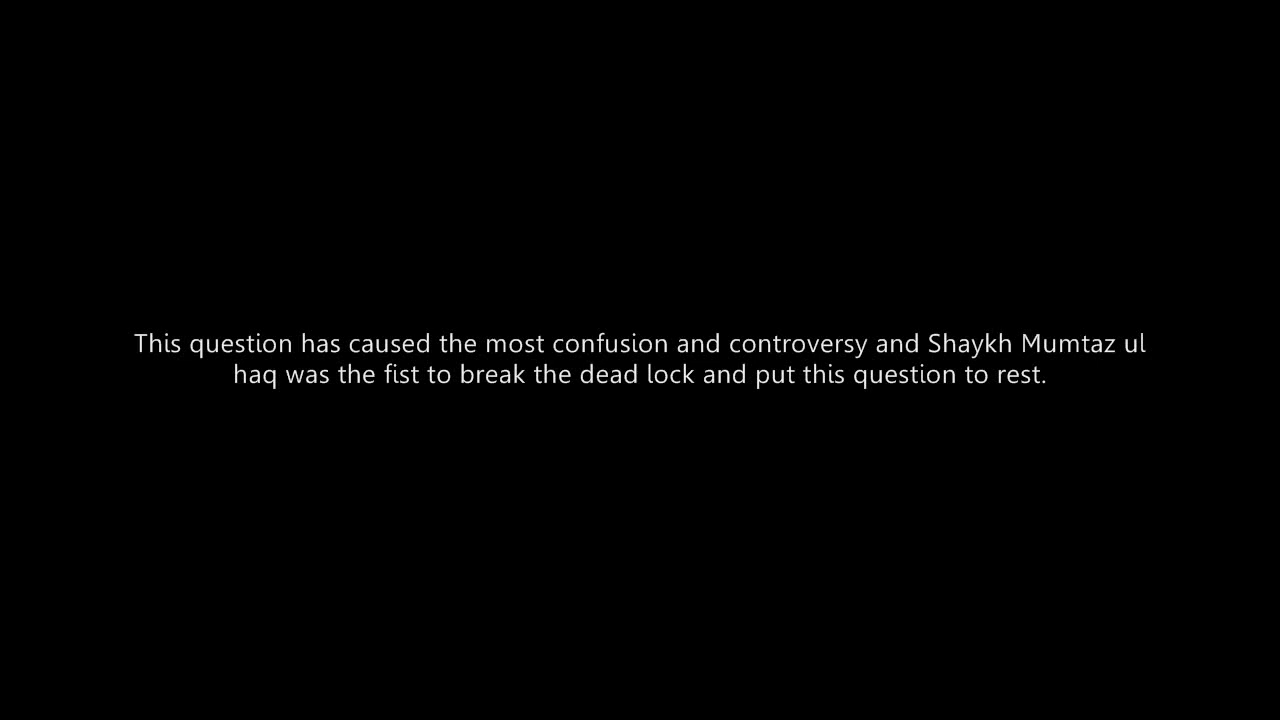 This question has caused the most confusion and controversy and Shaykh Mumtaz ul
haq was the fist to break the dead lock and put this question to rest.